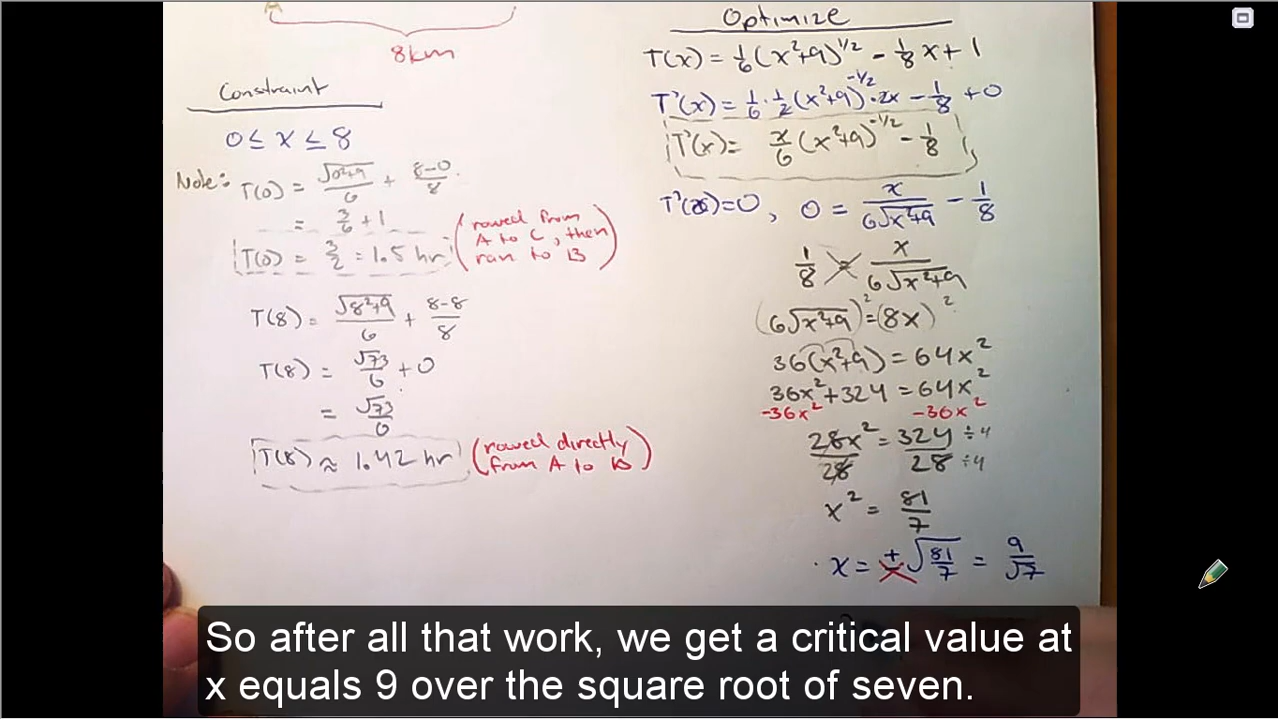 8km
Constraint
0 ≤ x ≤ 8
Note: T(0) = √(0²+9)/6 + (8-0)/8
= 3/6 + 1
T(0) = 3/2 = 1.5 hr (rowed from A to C, then ran to B)
T(8) = √(8²+9)/6 + (8-8)/8
T(8) = √73/6 + 0
= √73/6
T(8) ≈ 1.42 hr (rowed directly from A to B)
Optimize
T(x) = 1/6 (x²+9)^1/2 - 1/8 x + 1
T'(x) = 1/6 · 1/2 (x²+9)^-1/2 · 2x - 1/8 + 0
T'(x) = x/6 (x²+9)^-1/2 - 1/8
T'(x) = 0, 0 = x/(6√(x²+9)) - 1/8
1/8 = x/(6√(x²+9))
(6√(x²+9))² = (8x)²
36(x²+9) = 64x²
36x² + 324 = 64x²
-36x² -36x²
28x²/28 = 324/28 ÷4 ÷4
x² = 81/7
x = ±√(81/7) = 9/√7
So after all that work, we get a critical value at
x equals 9 over the square root of seven.